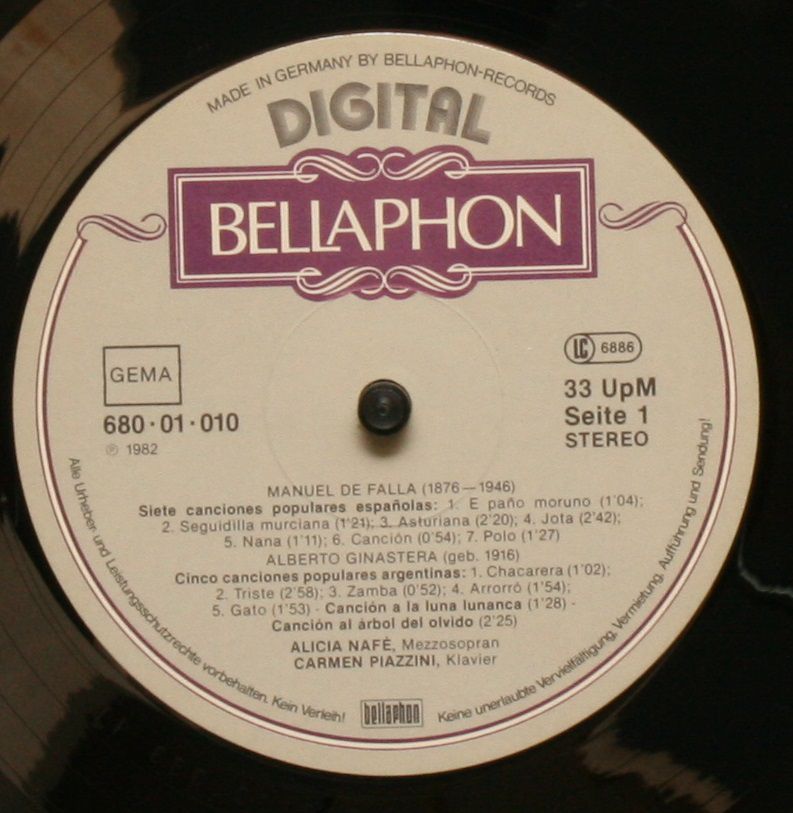 MADE IN GERMANY BY BELLAPHON-RECORDS
DIGITAL
BELLAPHON
GEMA
680·01·010
℗ 1982
LC 6886
33 UpM
Seite 1
STEREO
MANUEL DE FALLA (1876—1946)
Siete canciones populares españolas: 1. E paño moruno (1'04);
2. Seguidilla murciana (1'21); 3. Asturiana (2'20); 4. Jota (2'42);
5. Nana (1'11); 6. Canción (0'54); 7. Polo (1'27)
ALBERTO GINASTERA (geb. 1916)
Cinco canciones populares argentinas: 1. Chacarera (1'02);
2. Triste (2'58); 3. Zamba (0'52); 4. Arrorró (1'54);
5. Gato (1'53) · Canción a la luna lunanca (1'28) ·
Canción al árbol del olvido (2'25)
ALICIA NAFÈ, Mezzosopran
CARMEN PIAZZINI, Klavier
Alle Urheber- und Leistungsschutzrechte vorbehalten. Kein Verleih!
bellaphon
Keine unerlaubte Vervielfältigung, Vermietung, Aufführung und Sendung!